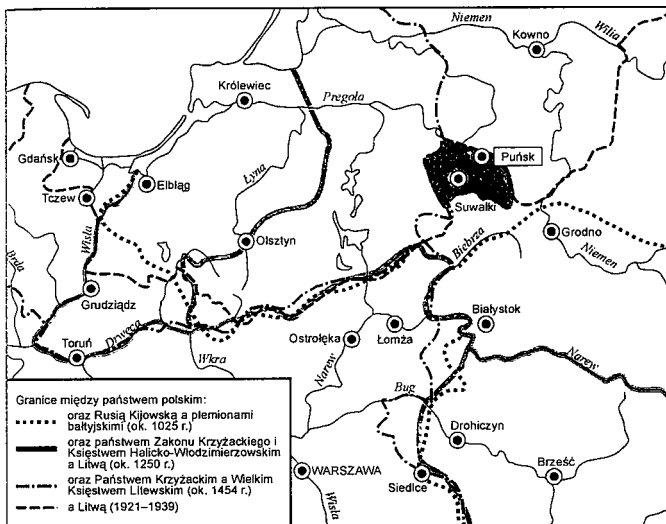 Niemen
Kowno
Wilia
Królewiec
Pregoła
Gdańsk
Puńsk
Łyna
Elbląg
Tczew
Suwałki
Wisła
Olsztyn
Biebrza
Grodno
Niemen
Brda
Grudziądz
Białystok
Toruń
Drwęca
Ostrołęka
Łomża
Wkra
Narew
Narew
Bug
Drohiczyn
WARSZAWA
Siedlce
Brześć
Wisła
Granice między państwem polskim:
oraz Rusią Kijowską a plemionami
bałtyjskimi (ok. 1025 r.)
oraz państwem Zakonu Krzyżackiego i
Księstwem Halicko-Włodzimierzowskim
a Litwą (ok. 1250 r.)
oraz Państwem Krzyżackim a Wielkim
Księstwem Litewskim (ok. 1454 r.)
a Litwą (1921–1939)